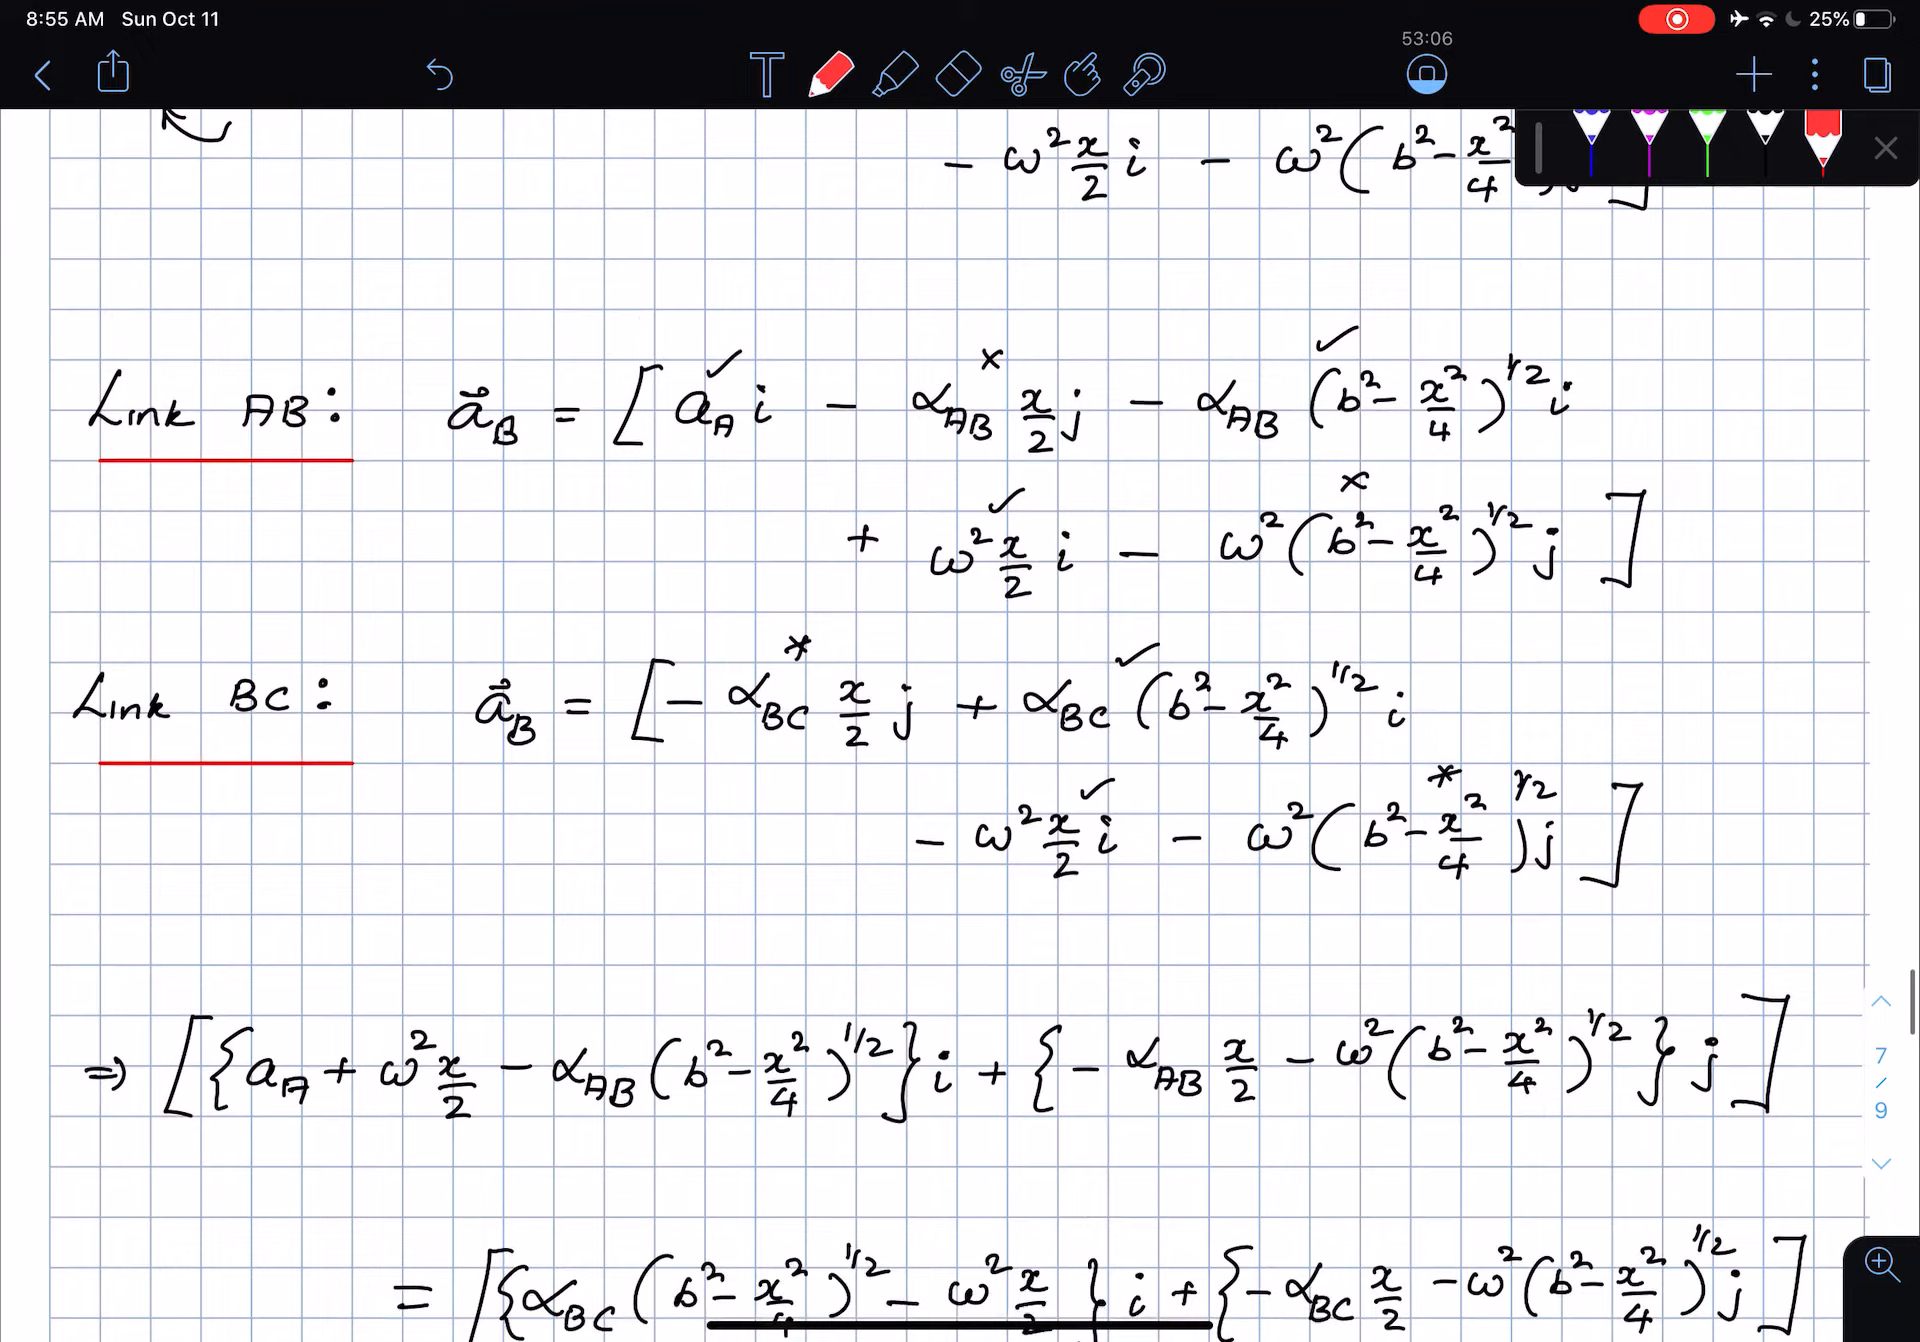 8:55 AM Sun Oct 11
25%
53:06
T
- ω² x/2 i - ω²(b² - x²/4
Link AB: a⃗_B = [ a_A i - α_AB x/2 j - α_AB (b² - x²/4)^1/2 i
+ ω² x/2 i - ω²(b² - x²/4)^1/2 j ]
Link BC: a⃗_B = [ - α_BC x/2 j + α_BC (b² - x²/4)^1/2 i
- ω² x/2 i - ω²(b² - x²/4)^1/2 j ]
⇒ [ { a_A + ω² x/2 - α_AB (b² - x²/4)^1/2 } i + { - α_AB x/2 - ω²(b² - x²/4)^1/2 } j ]
7 / 9
= [ { α_BC (b² - x²/4)^1/2 - ω² x/2 } i + { - α_BC x/2 - ω²(b² - x²/4)^1/2 j ]